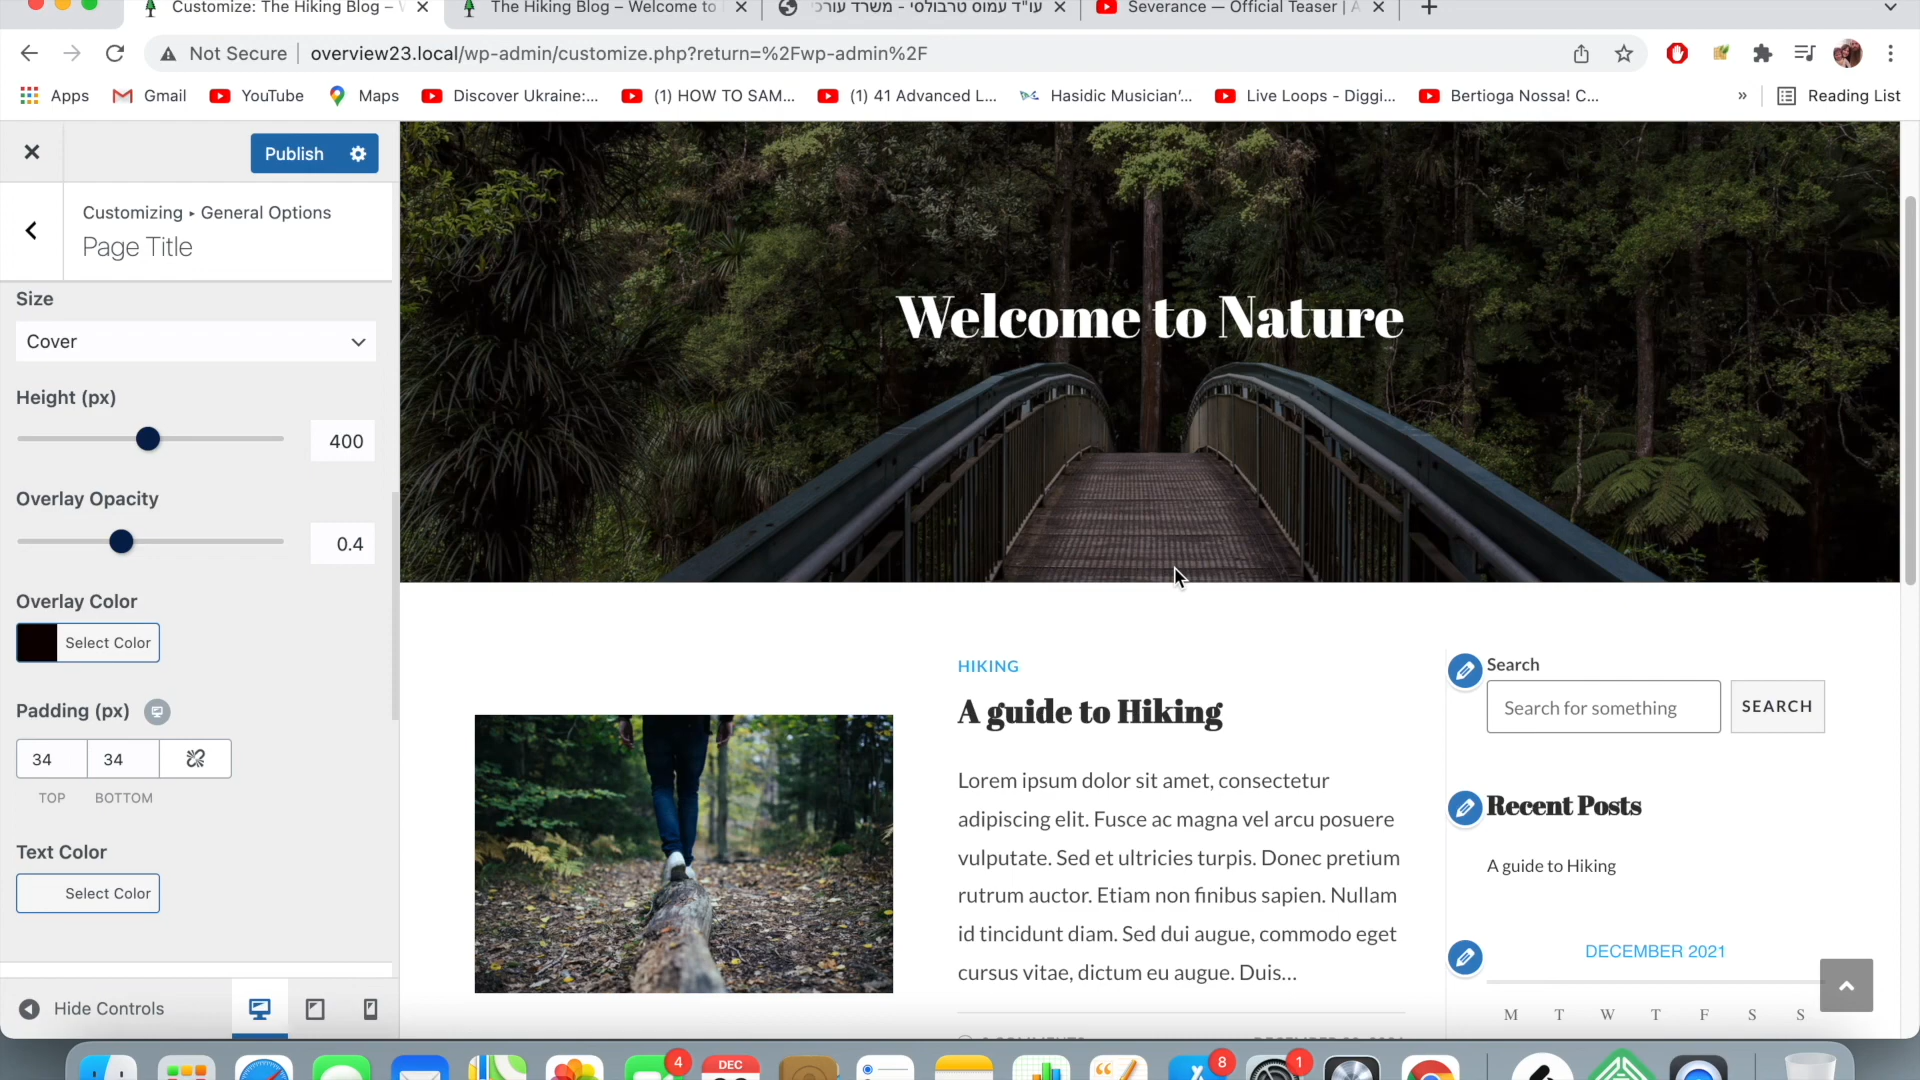 Customize: The Hiking Blog –
The Hiking Blog – Welcome to
עו"ד עמוס טרבולסי - משרד עורכי
Severance — Official Teaser | A
Not Secure
overview23.local/wp-admin/customize.php?return=%2Fwp-admin%2F
Apps
Gmail
YouTube
Maps
Discover Ukraine:...
(1) HOW TO SAM...
(1) 41 Advanced L...
Hasidic Musician'...
Live Loops - Diggi...
Bertioga Nossa! C...
»
Reading List
Publish
Customizing ▸ General Options
Page Title
Size
Cover
Height (px)
400
Overlay Opacity
0.4
Overlay Color
Select Color
Padding (px)
34 34
TOP BOTTOM
Text Color
Select Color
Hide Controls
Welcome to Nature
HIKING
A guide to Hiking
Lorem ipsum dolor sit amet, consectetur
adipiscing elit. Fusce ac magna vel arcu posuere
vulputate. Sed et ultricies turpis. Donec pretium
rutrum auctor. Etiam non finibus sapien. Nullam
id tincidunt diam. Sed dui augue, commodo eget
cursus vitae, dictum eu augue. Duis...
Search
Search for something
SEARCH
Recent Posts
A guide to Hiking
DECEMBER 2021
M T W T F S S
4
DEC
8
1